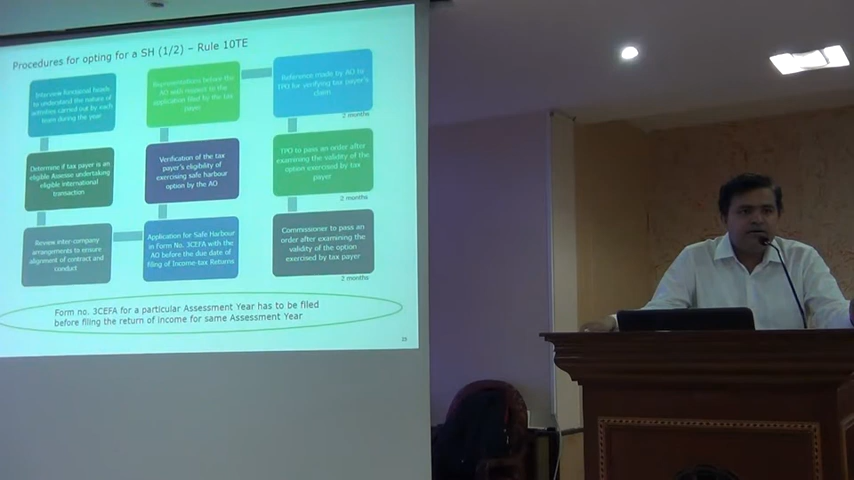 Procedures for opting for a SH (1/2) – Rule 10TE
Interview functional heads
to understand the nature of
activities carried out by each
team during the year
Representations before the
AO with respect to the
application filed by the tax
payer
Reference made by AO to
TPO for verifying tax payer's
claim
2 months
Determine if tax payer is an
eligible Assesse undertaking
eligible international
transaction
Verification of the tax
payer's eligibility of
exercising safe harbour
option by the AO
TPO to pass an order after
examining the validity of the
option exercised by tax
payer
2 months
Review inter-company
arrangements to ensure
alignment of contract and
conduct
Application for Safe Harbour
in Form No. 3CEFA with the
AO before the due date of
filing of Income-tax Returns
Commissioner to pass an
order after examining the
validity of the option
exercised by tax payer
2 months
Form no. 3CEFA for a particular Assessment Year has to be filed
before filing the return of income for same Assessment Year